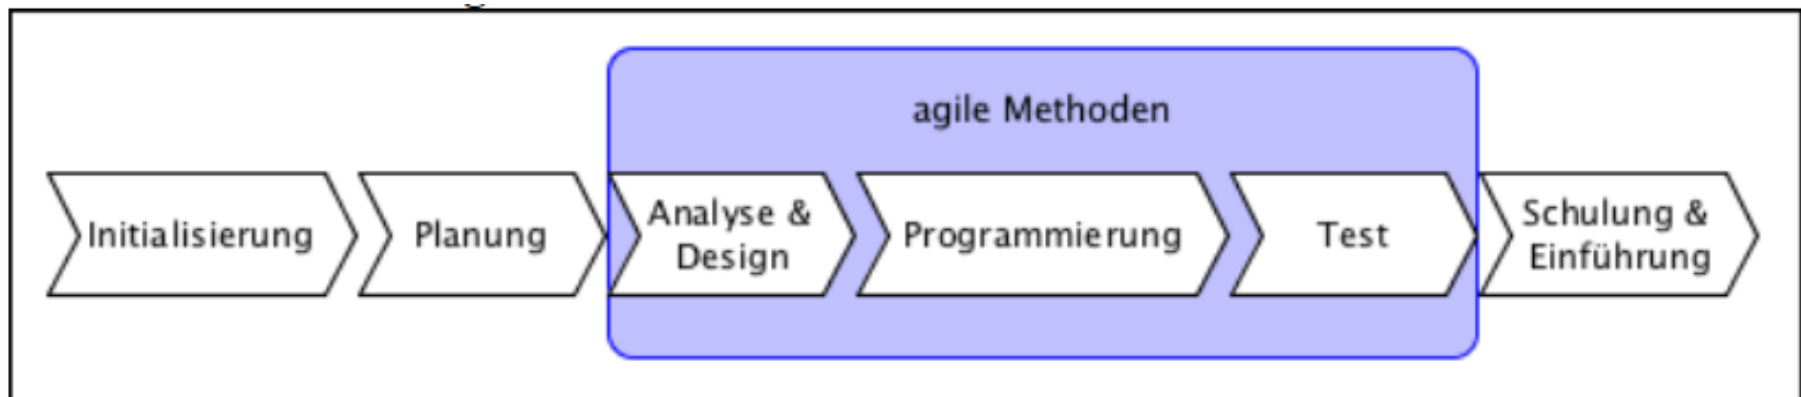 agile Methoden
Initialisierung
Planung
Analyse &
Design
Programmierung
Test
Schulung &
Einführung